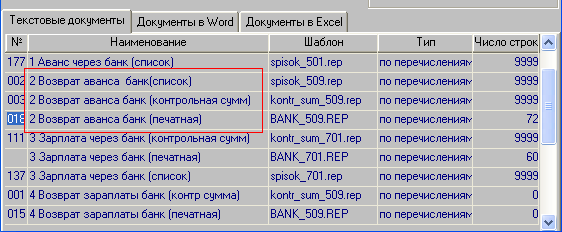 Текстовые документы Документы в Word Документы в Excel
№ Наименование Шаблон Тип Число строк
177 1 Аванс через банк (список) spisok_501.rep по перечислениям 9999
002 2 Возврат аванса  банк(список) spisok_509.rep по перечислениям 9999
003 2 Возврат аванса банк (контрольная сумм) kontr_sum_509.rep по перечислениям 9999
018 2 Возврат аванса банк (печатная) BANK_509.REP по перечислениям 72
111 3 Зарплата через банк (контрольная сумм) kontr_sum_701.rep по перечислениям 9999
3 Зарплата через банк (печатная) BANK_701.REP по перечислениям 60
137 3 Зарплата через банк (список) spisok_701.rep по перечислениям 9999
001 4 Возврат зараплаты банк (контр сумма) kontr_sum_509.rep по перечислениям 0
015 4 Возврат зараплаты банк (печатная) BANK_509.REP по перечислениям 0